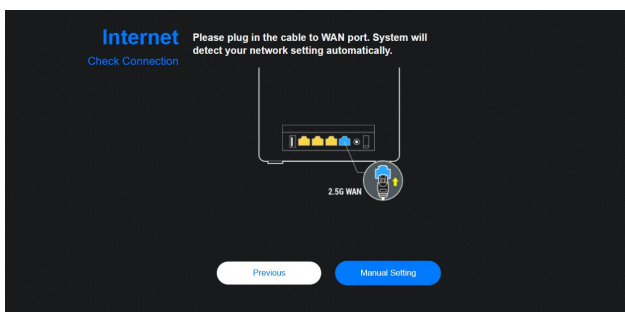 Internet
Check Connection
Please plug in the cable to WAN port. System will
detect your network setting automatically.
2.5G WAN
Previous
Manual Setting